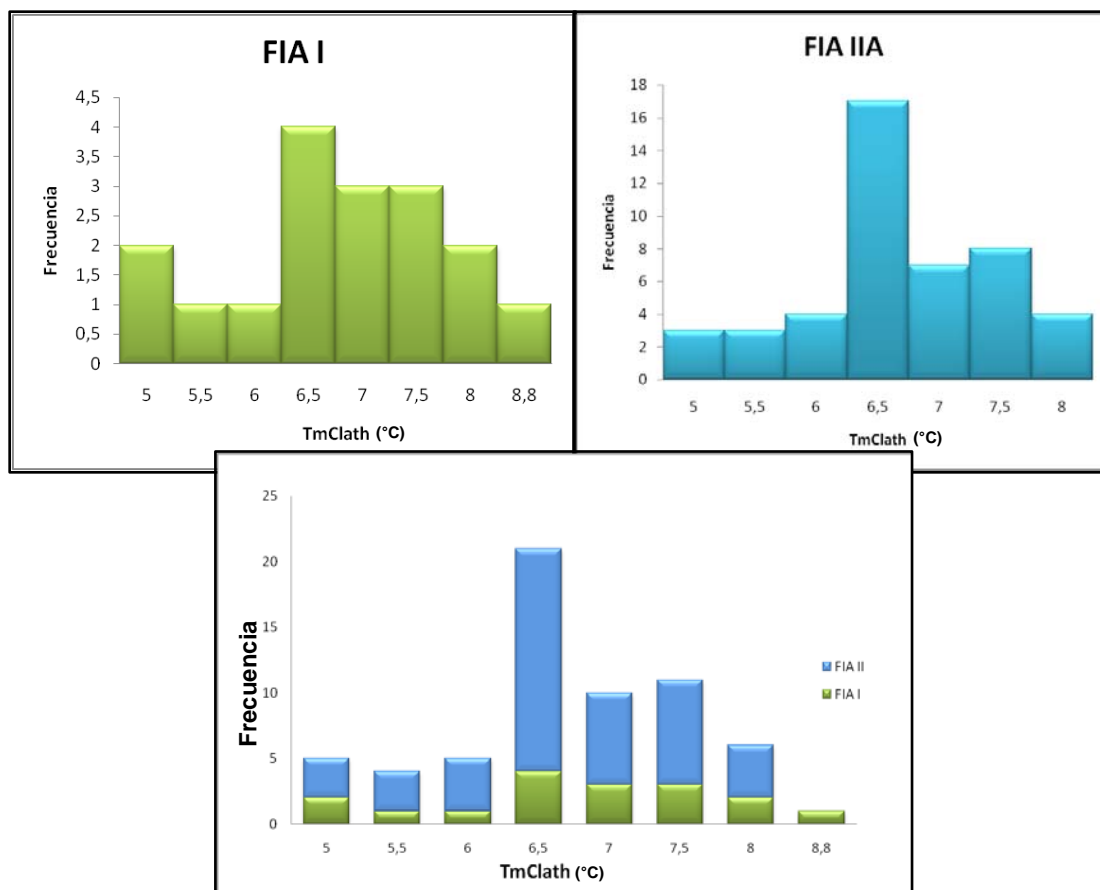 FIA I
4,5
4
3,5
3
2,5
2
1,5
1
0,5
0
Frecuencia
5 5,5 6 6,5 7 7,5 8 8,8
TmClath (°C)
FIA IIA
18
16
14
12
10
8
6
4
2
0
Frecuencia
5 5,5 6 6,5 7 7,5 8
TmClath (°C)
25
20
15
10
5
0
Frecuencia
FIA II
FIA I
5 5,5 6 6,5 7 7,5 8 8,8
TmClath (°C)